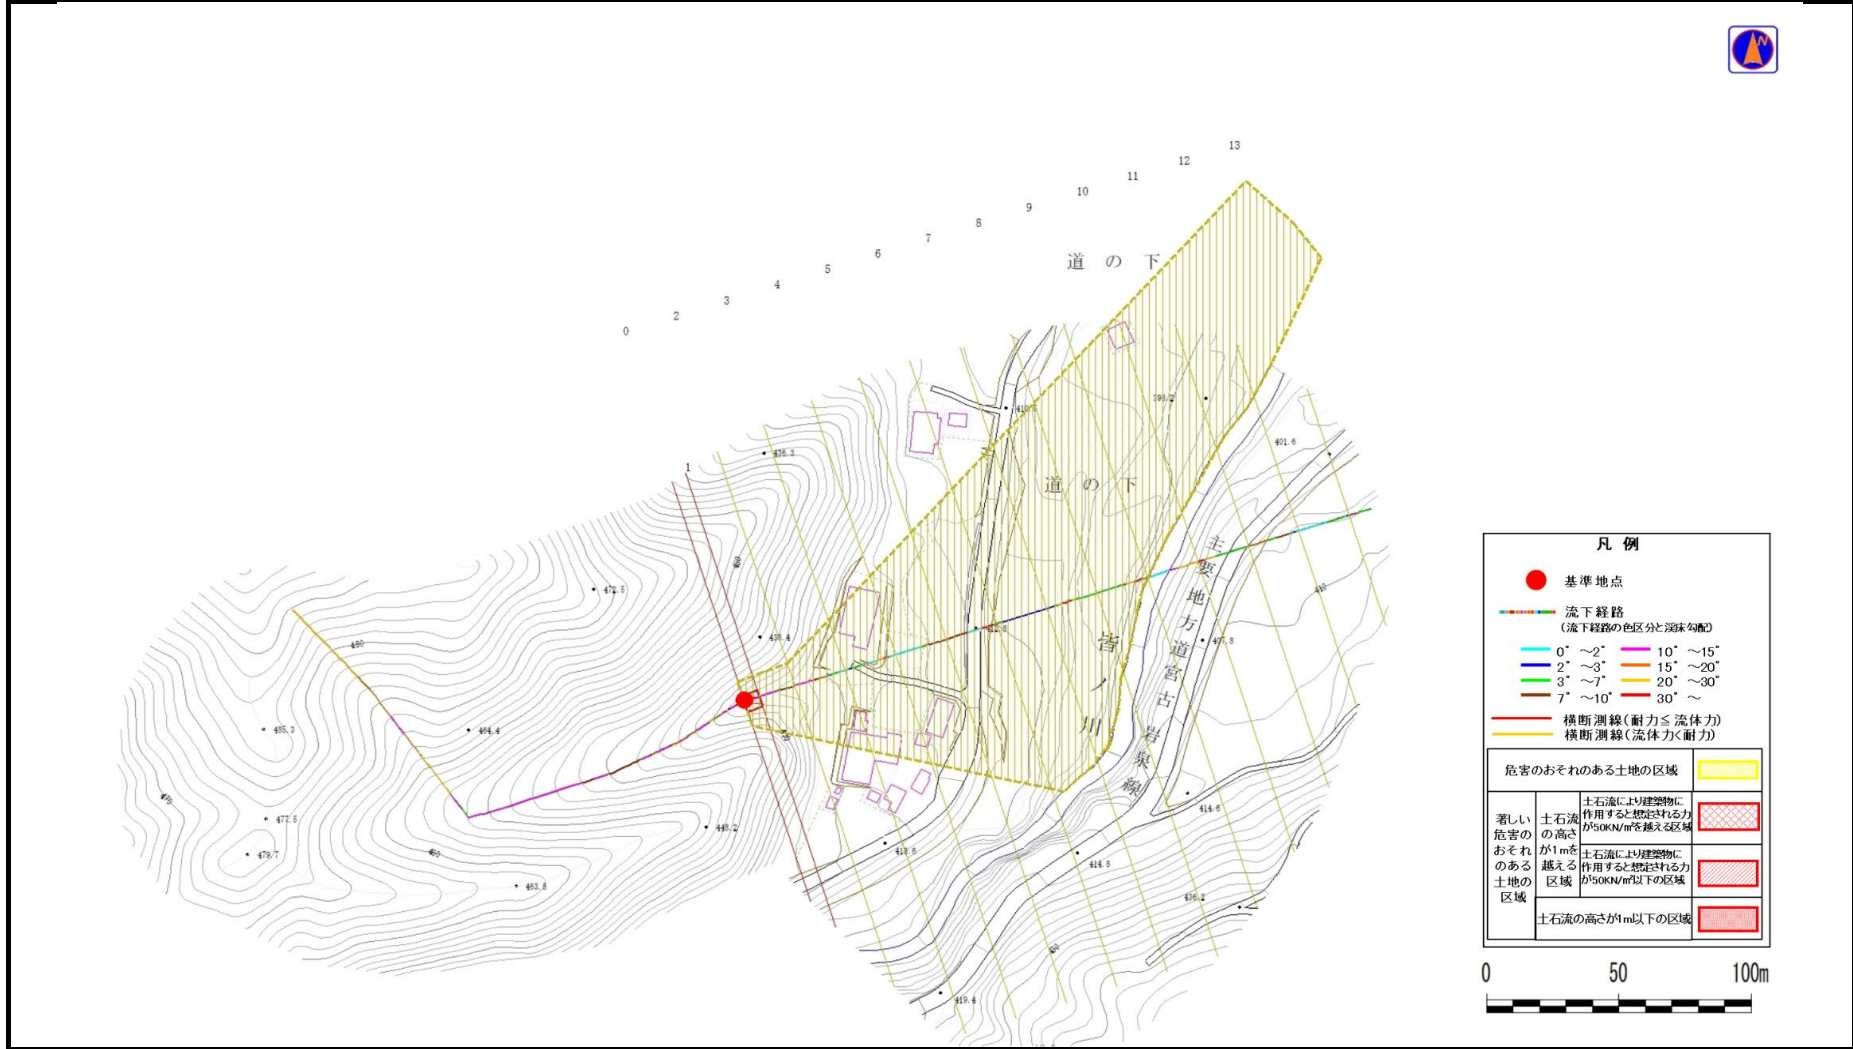 N
13
12
11
10
9
8
7
6
5
4
3
2
0
1
道の下
道の下
398.2
401.6
436.3
472.5
438.4
460
480
485.3
464.4
477.5
479.7
463.8
448.2
412.8
407.8
413.6
414.6
414.8
436.2
419.4
皆ノ川
主要地方道宮古岩泉線
凡例
基準地点
流下経路
(流下経路の色区分と渓床勾配)
0°～2° 10°～15°
2°～3° 15°～20°
3°～7° 20°～30°
7°～10° 30°～
横断測線(耐力≦流体力)
横断測線(流体力<耐力)
危害のおそれのある土地の区域
著しい
危害の
おそれ
のある
土地の
区域
土石流
の高さ
が1mを
越える
区域
土石流により建築物に
作用すると想定される力
が50KN/㎡を越える区域
土石流により建築物に
作用すると想定される力
が50KN/㎡以下の区域
土石流の高さが1m以下の区域
0 50 100m